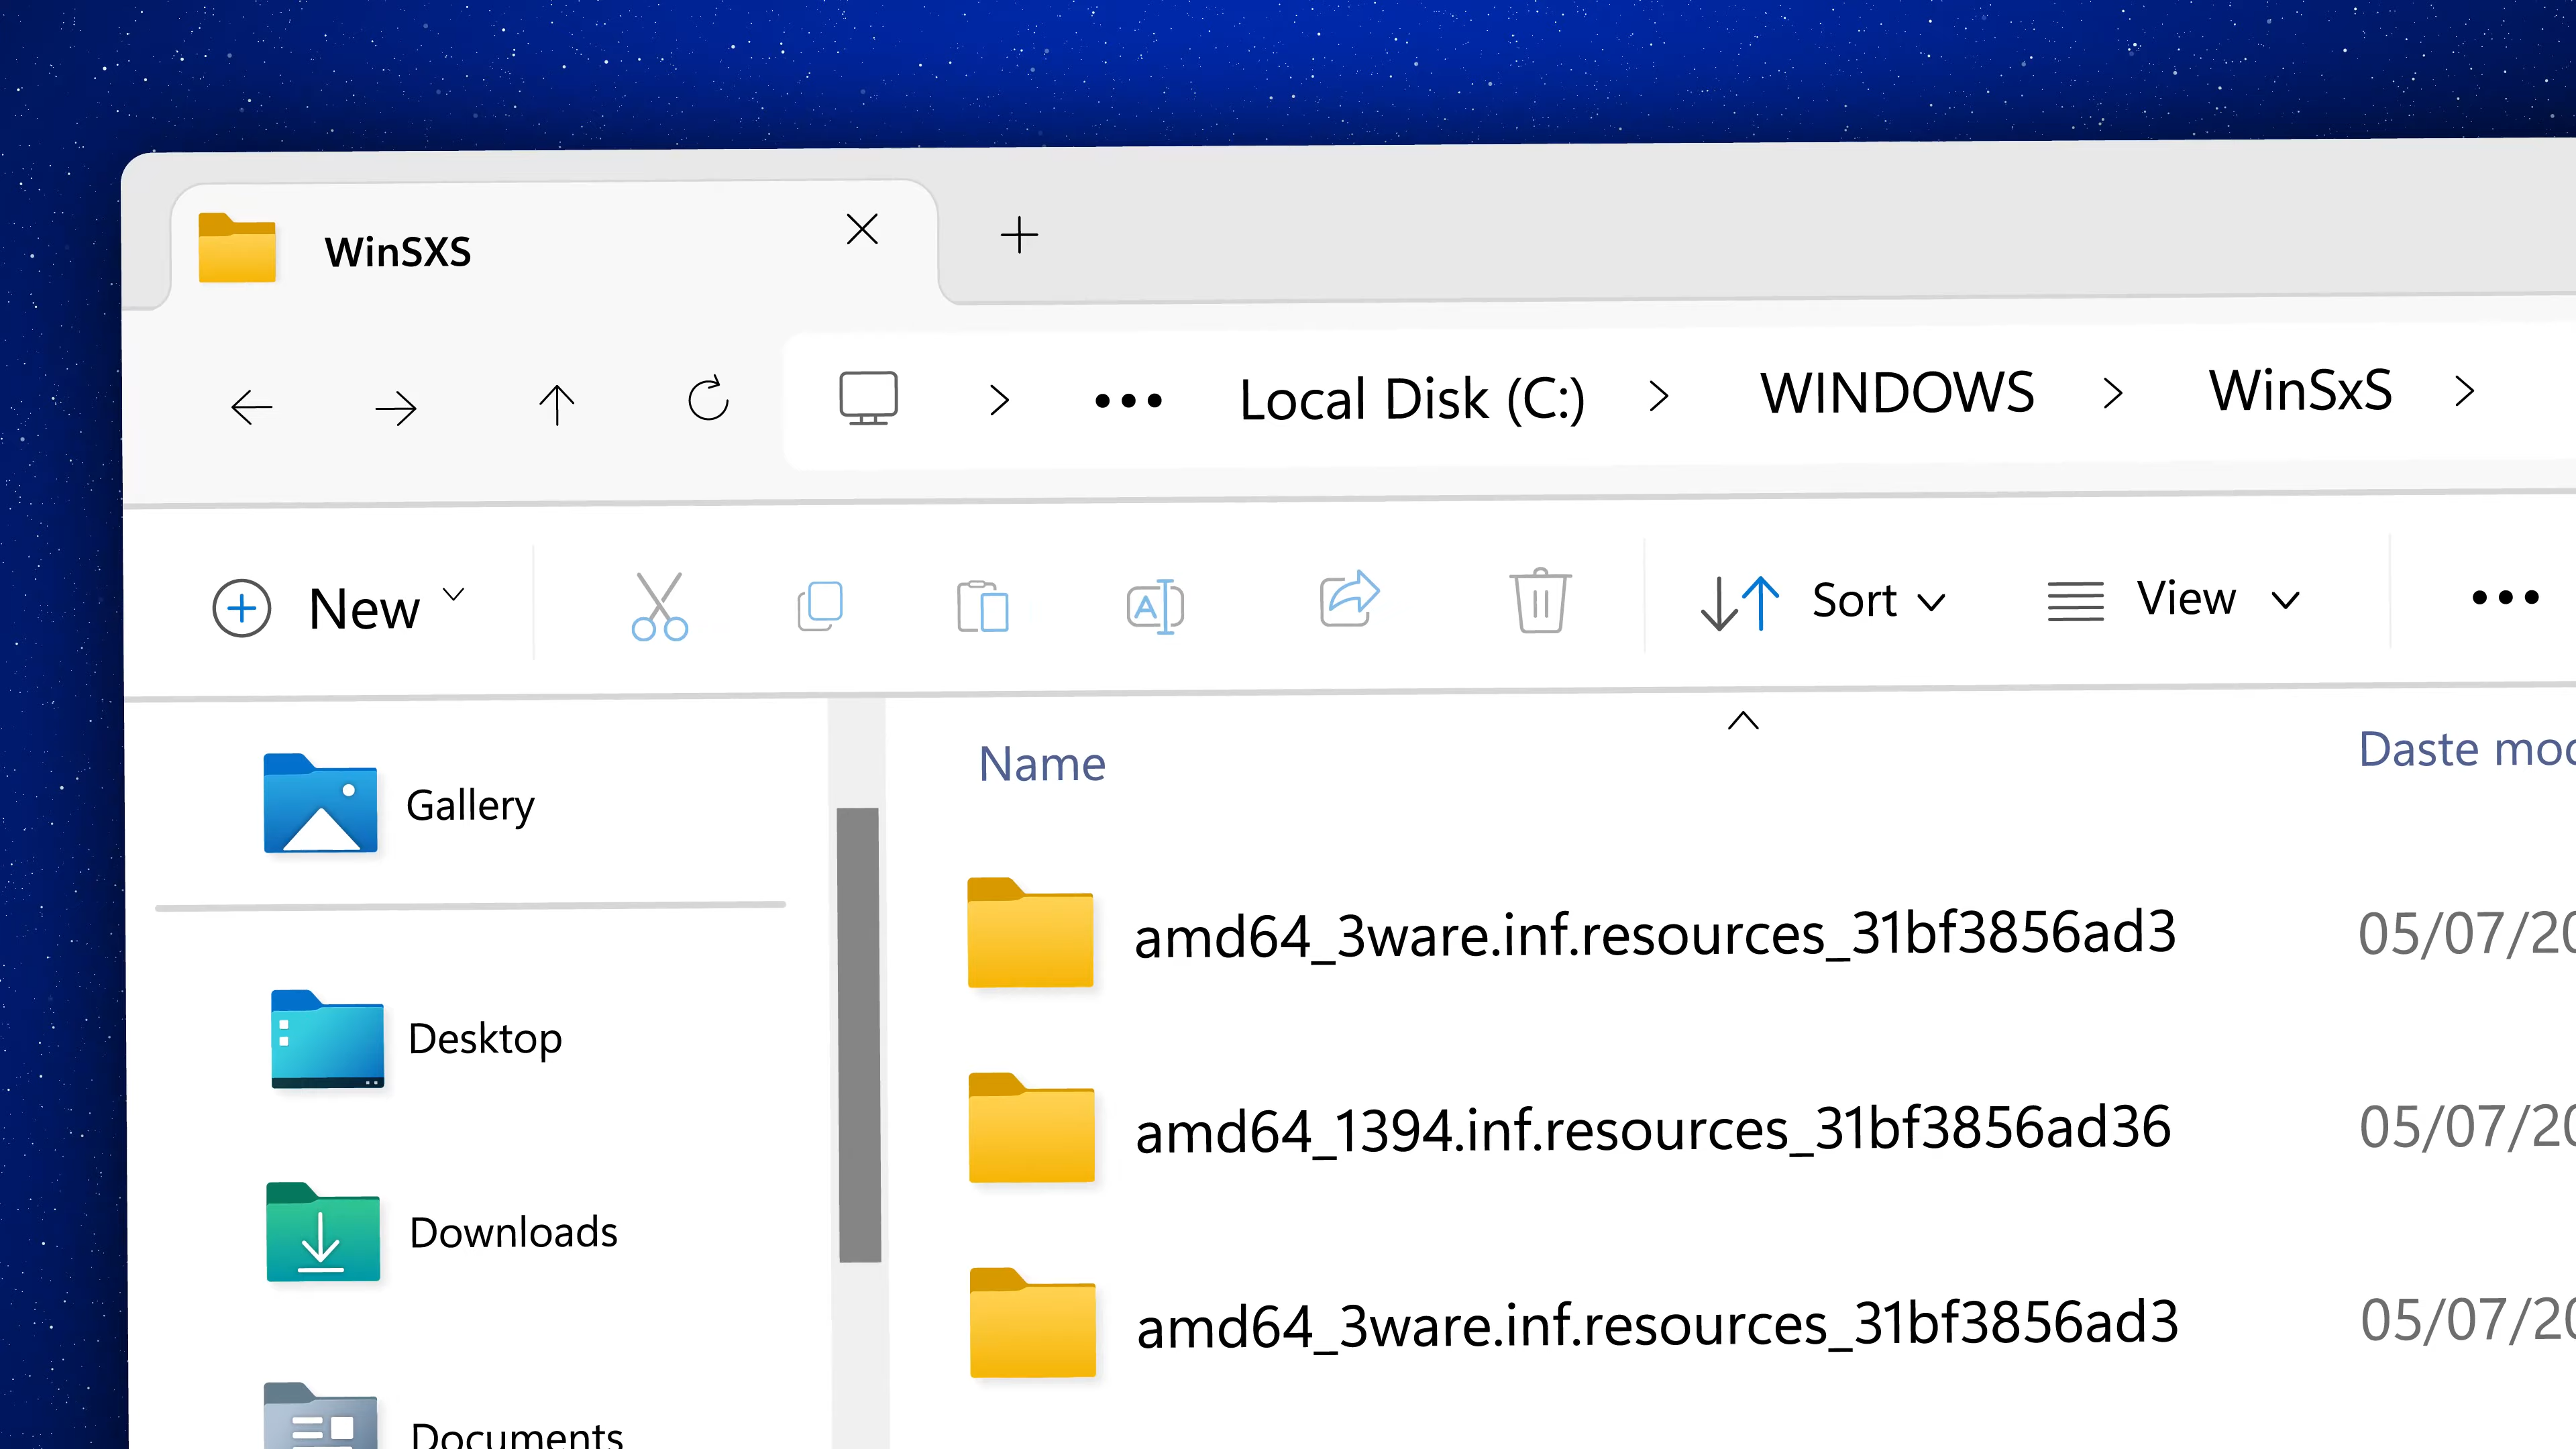 WinSXS
Local Disk (C:) WINDOWS WinSxS
New Sort View
Name Daste mod
Gallery
amd64_3ware.inf.resources_31bf3856ad3 05/07/20
Desktop
amd64_1394.inf.resources_31bf3856ad36 05/07/20
Downloads
amd64_3ware.inf.resources_31bf3856ad3 05/07/20
Documents